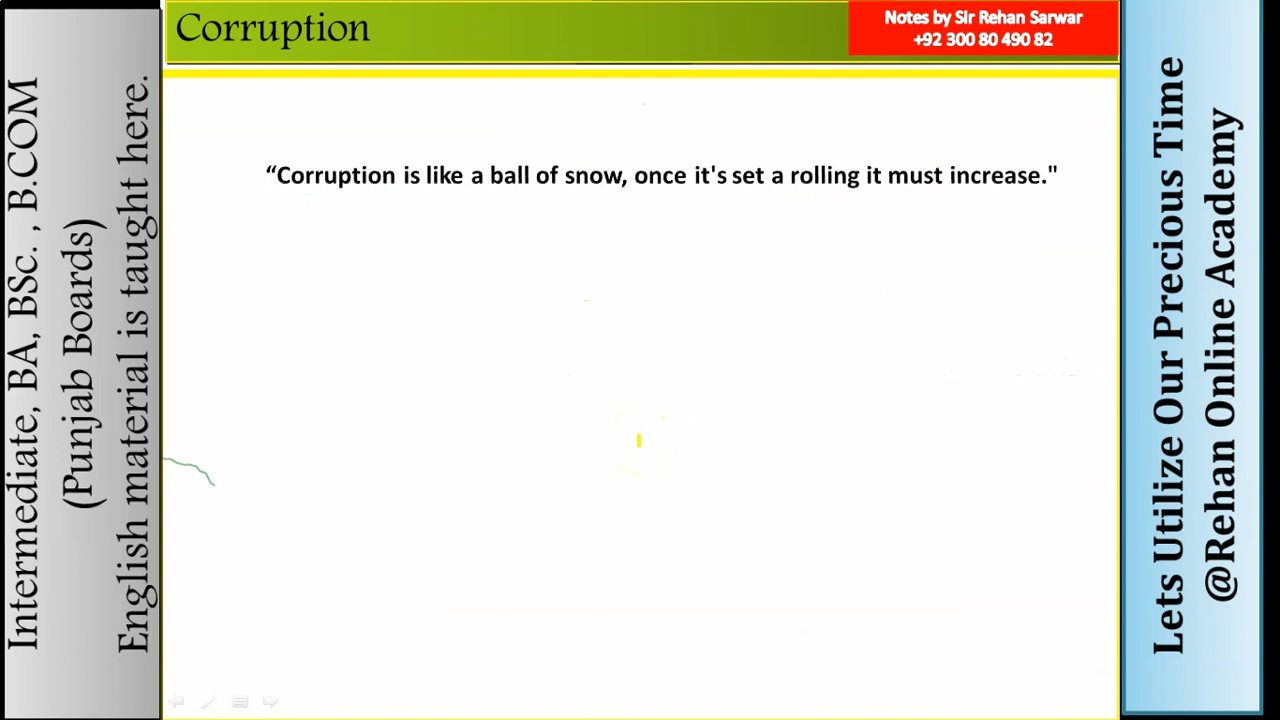 Corruption
Notes by Sir Rehan Sarwar
+92 300 80 490 82
“Corruption is like a ball of snow, once it's set a rolling it must increase."
Intermediate, BA, BSc. , B.COM
(Punjab Boards)
English material is taught here.
Lets Utilize Our Precious Time
@Rehan Online Academy